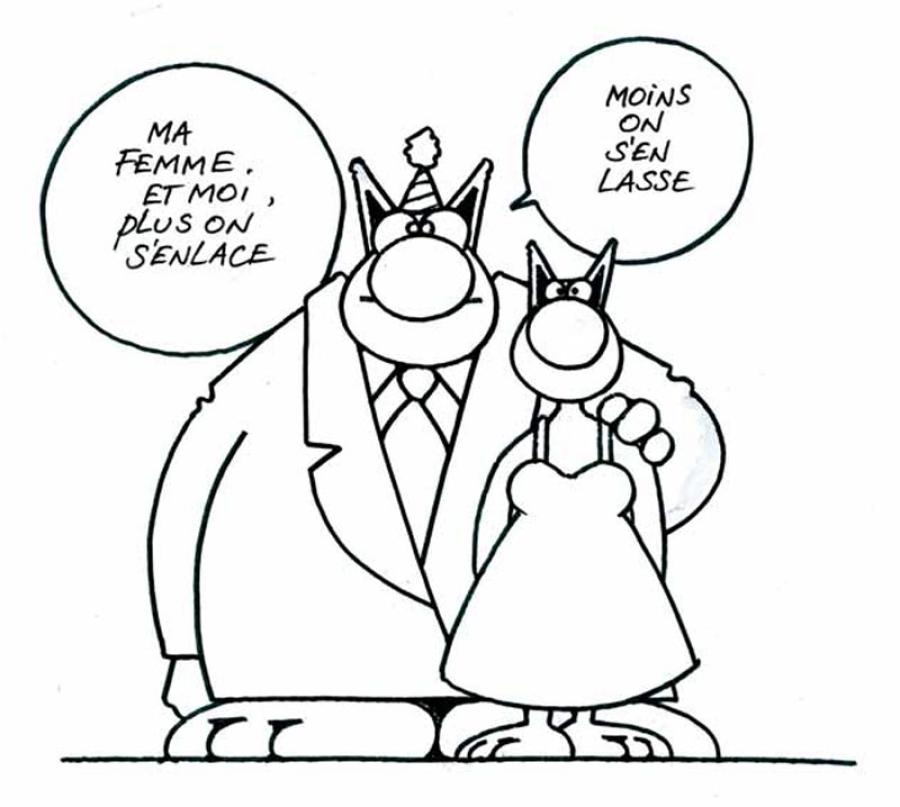 MA
FEMME.
ET MOI,
PLUS ON
S'ENLACE
MOINS
ON
S'EN
LASSE